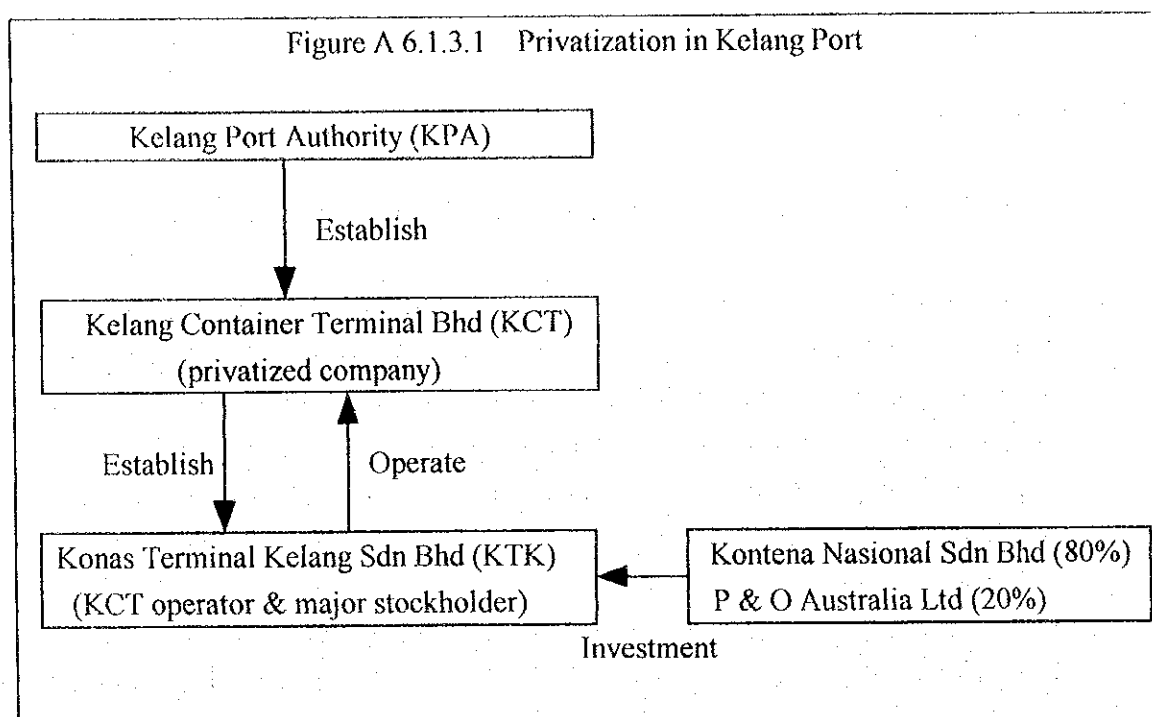 Figure A 6.1.3.1 Privatization in Kelang Port
Kelang Port Authority (KPA)
Establish
Kelang Container Terminal Bhd (KCT)
(privatized company)
Establish
Operate
Konas Terminal Kelang Sdn Bhd (KTK)
(KCT operator & major stockholder)
Kontena Nasional Sdn Bhd (80%)
P & O Australia Ltd (20%)
Investment